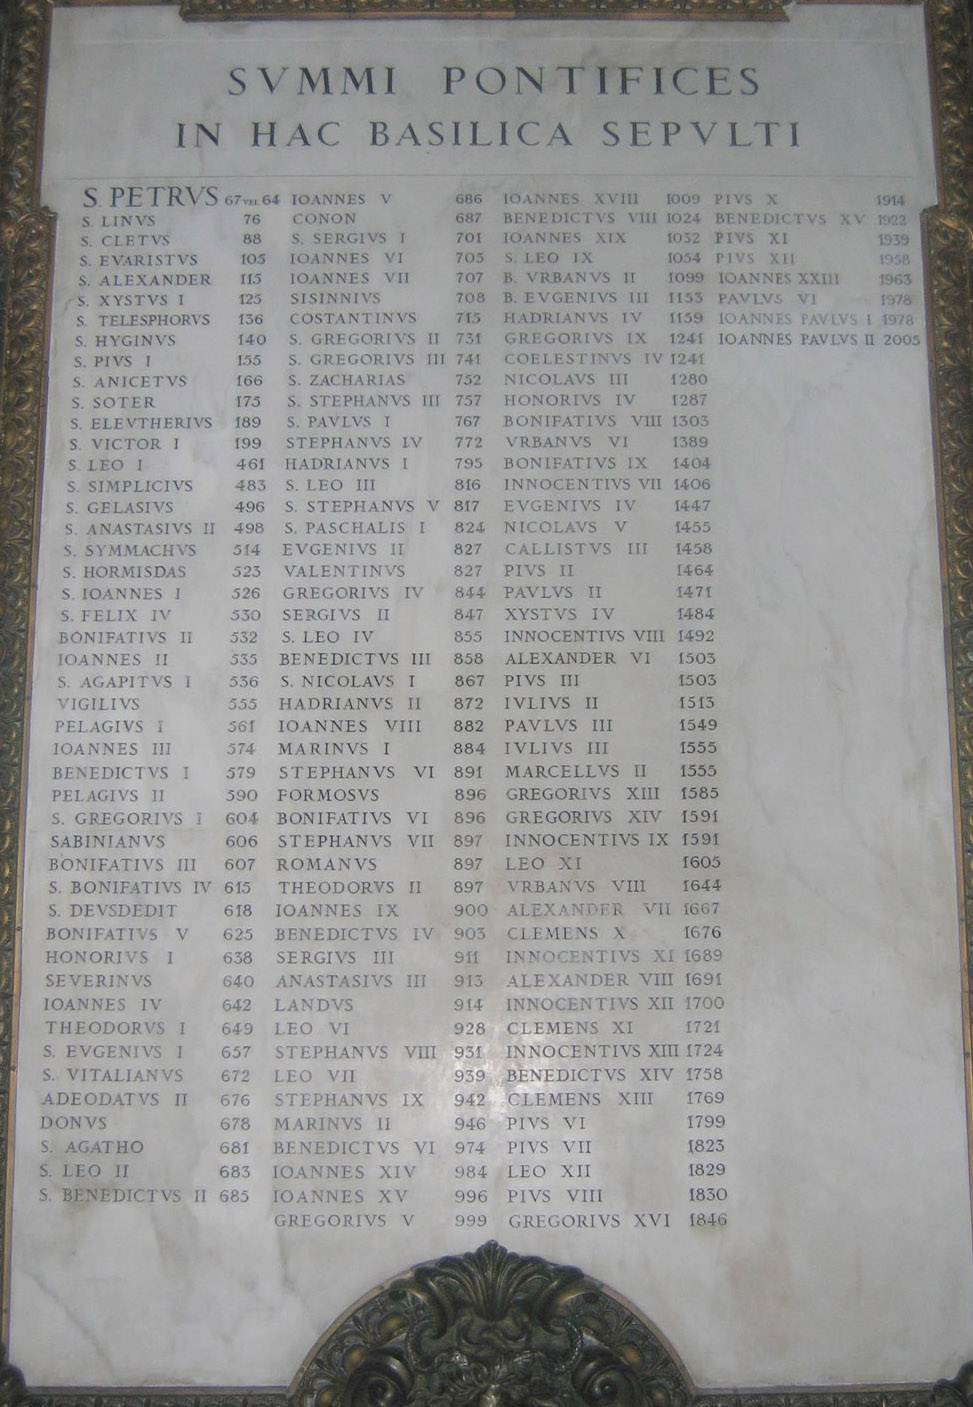 SVMMI PONTIFICES
IN HAC BASILICA SEPVLTI
S. PETRVS 67 VEL 64
S. LINVS 76
S. CLETVS 88
S. EVARISTVS 105
S. ALEXANDER 115
S. XYSTVS I 125
S. TELESPHORVS 136
S. HYGINVS 140
S. PIVS I 155
S. ANICETVS 166
S. SOTER 175
S. ELEVTHERIVS 189
S. VICTOR I 199
S. LEO I 461
S. SIMPLICIVS 483
S. GELASIVS 496
S. ANASTASIVS II 498
S. SYMMACHVS 514
S. HORMISDAS 523
S. IOANNES I 526
S. FELIX IV 530
BONIFATIVS II 532
IOANNES II 535
S. AGAPITVS I 536
VIGILIVS 555
PELAGIVS I 561
IOANNES III 574
BENEDICTVS I 579
PELAGIVS II 590
S. GREGORIVS I 604
SABINIANVS 606
BONIFATIVS III 607
S. BONIFATIVS IV 615
S. DEVSDEDIT 618
BONIFATIVS V 625
HONORIVS I 638
SEVERINVS 640
IOANNES IV 642
THEODORVS I 649
S. EVGENIVS I 657
S. VITALIANVS 672
ADEODATVS II 676
DONVS 678
S. AGATHO 681
S. LEO II 683
S. BENEDICTVS II 685
IOANNES V 686
CONON 687
S. SERGIVS I 701
IOANNES VI 705
IOANNES VII 707
SISINNIVS 708
COSTANTINVS 715
S. GREGORIVS II 731
S. GREGORIVS III 741
S. ZACHARIAS 752
S. STEPHANVS III 757
S. PAVLVS I 767
STEPHANVS IV 772
HADRIANVS I 795
S. LEO III 816
S. STEPHANVS V 817
S. PASCHALIS I 824
EVGENIVS II 827
VALENTINVS 827
GREGORIVS IV 844
SERGIVS II 847
S. LEO IV 855
BENEDICTVS III 858
S. NICOLAVS I 867
HADRIANVS II 872
IOANNES VIII 882
MARINVS I 884
STEPHANVS VI 891
FORMOSVS 896
BONIFATIVS VI 896
STEPHANVS VII 897
ROMANVS 897
THEODORVS II 897
IOANNES IX 900
BENEDICTVS IV 903
SERGIVS III 911
ANASTASIVS III 913
LANDVS 914
LEO VI 928
STEPHANVS VIII 931
LEO VII 939
STEPHANVS IX 942
MARINVS II 946
BENEDICTVS VI 974
IOANNES XIV 984
IOANNES XV 996
GREGORIVS V 999
IOANNES XVIII 1009
BENEDICTVS VIII 1024
IOANNES XIX 1032
S. LEO IX 1054
B. VRBANVS II 1099
B. EVGENIVS III 1153
HADRIANVS IV 1159
GREGORIVS IX 1241
COELESTINVS IV 1241
NICOLAVS III 1280
HONORIVS IV 1287
BONIFATIVS VIII 1303
VRBANVS VI 1389
BONIFATIVS IX 1404
INNOCENTIVS VII 1406
EVGENIVS IV 1447
NICOLAVS V 1455
CALLISTVS III 1458
PIVS II 1464
PAVLVS II 1471
XYSTVS IV 1484
INNOCENTIVS VIII 1492
ALEXANDER VI 1503
PIVS III 1503
IVLIVS II 1513
PAVLVS III 1549
IVLIVS III 1555
MARCELLVS II 1555
GREGORIVS XIII 1585
GREGORIVS XIV 1591
INNOCENTIVS IX 1591
LEO XI 1605
VRBANVS VIII 1644
ALEXANDER VII 1667
CLEMENS X 1676
INNOCENTIVS XI 1689
ALEXANDER VIII 1691
INNOCENTIVS XII 1700
CLEMENS XI 1721
INNOCENTIVS XIII 1724
BENEDICTVS XIV 1758
CLEMENS XIII 1769
PIVS VI 1799
PIVS VII 1823
LEO XII 1829
PIVS VIII 1830
GREGORIVS XVI 1846
PIVS X 1914
BENEDICTVS XV 1922
PIVS XI 1939
PIVS XII 1958
IOANNES XXIII 1963
PAVLVS VI 1978
IOANNES PAVLVS I 1978
IOANNES PAVLVS II 2005